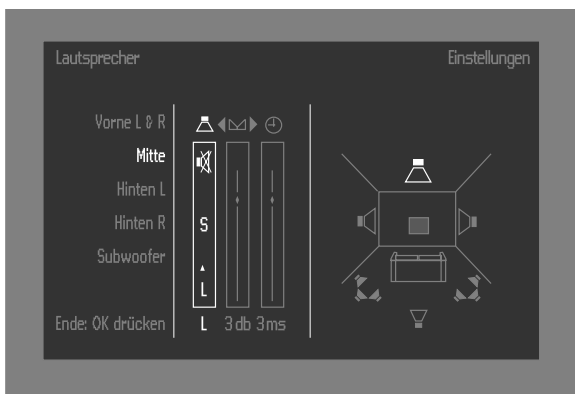 Lautsprecher Einstellungen
Vorne L & R
Mitte
Hinten L
Hinten R
S
Subwoofer
L
Ende: OK drücken L 3 db 3 ms